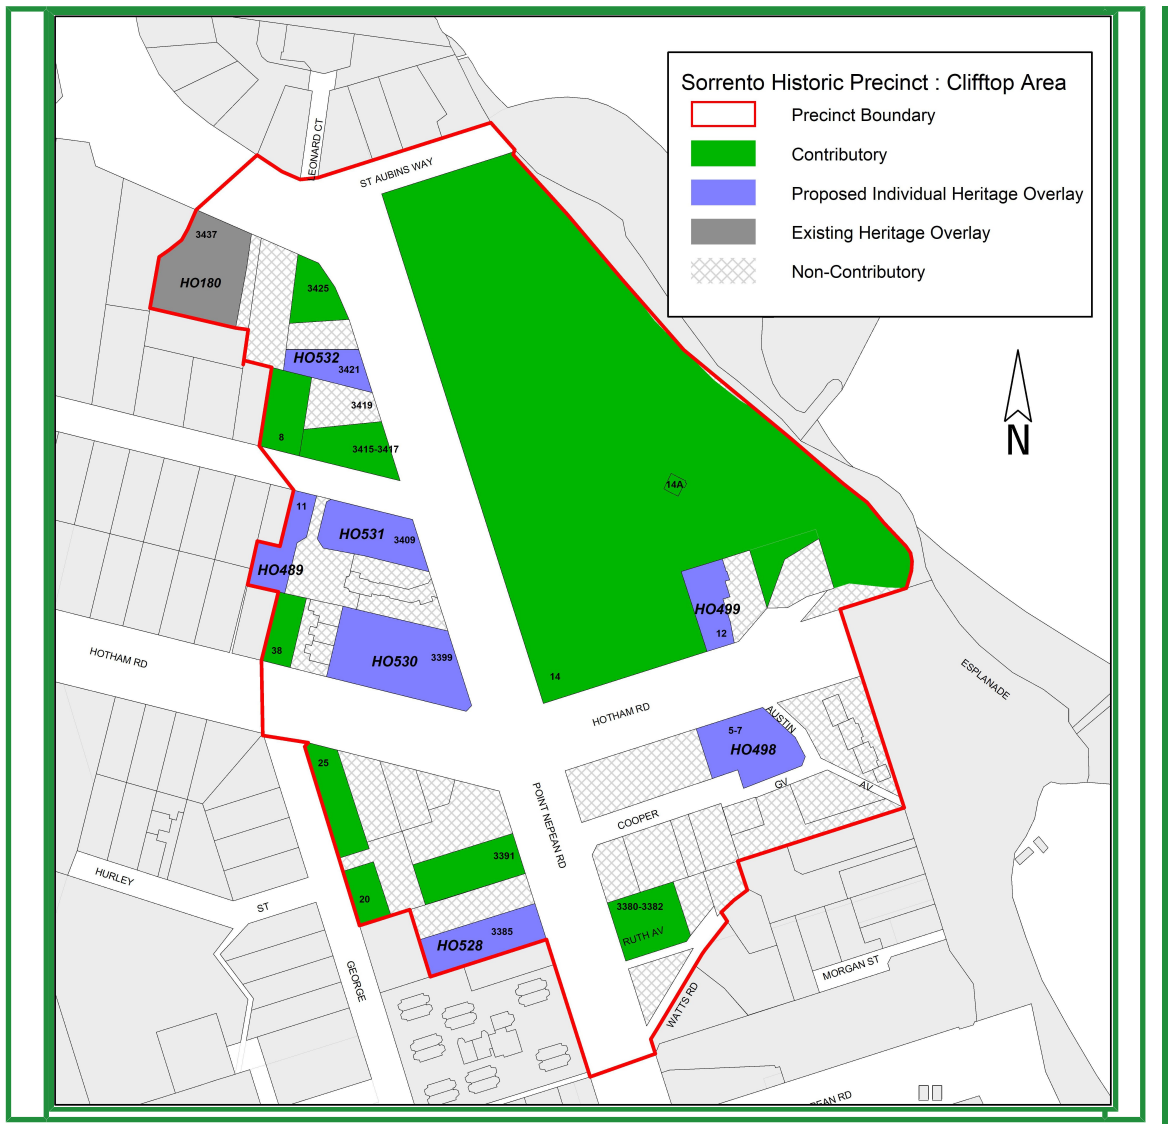 Sorrento Historic Precinct : Clifftop Area
Precinct Boundary
Contributory
Proposed Individual Heritage Overlay
Existing Heritage Overlay
Non-Contributory
N
LEONARD CT
ST AUBINS WAY
3437
HO180
3425
HO532
3421
3419
8
3415-3417
14A
11
HO531
3409
HO489
HO499
12
38
HO530
3399
14
HOTHAM RD
ESPLANADE
HOTHAM RD
AUSTIN
5-7
HO498
25
GV
AV
POINT NEPEAN RD
COOPER
3391
HURLEY
ST
20
3380-3382
3385
HO528
RUTH AV
GEORGE
MORGAN ST
WATTS RD
PEAN RD